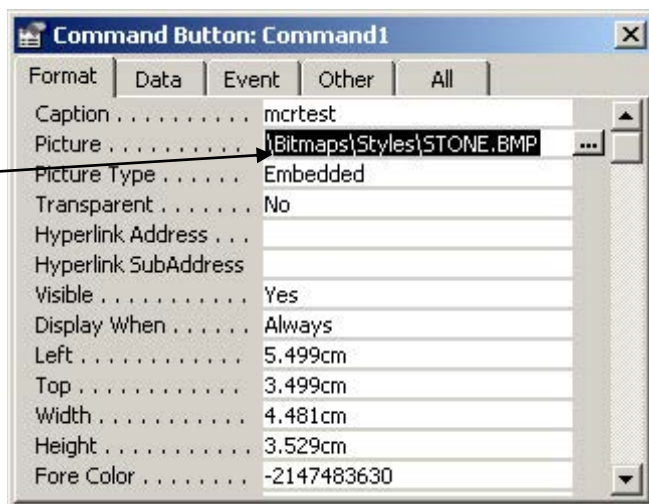 Command Button: Command1
Format Data Event Other All
Caption . . . . . . . . . . mcrtest
Picture . . . . . . . . . . \Bitmaps\Styles\STONE.BMP ...
Picture Type . . . . . . Embedded
Transparent . . . . . . . No
Hyperlink Address . . .
Hyperlink SubAddress
Visible . . . . . . . . . . . Yes
Display When . . . . . . Always
Left . . . . . . . . . . . . 5.499cm
Top . . . . . . . . . . . . 3.499cm
Width . . . . . . . . . . . 4.481cm
Height . . . . . . . . . . . 3.529cm
Fore Color . . . . . . . . -2147483630